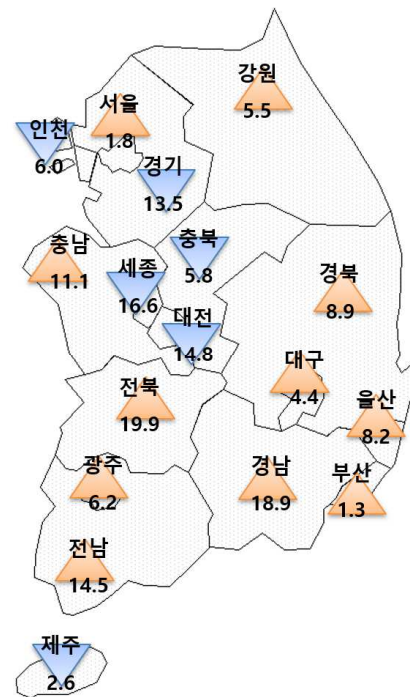 강원
5.5
서울
1.8
인천
6.0
경기
13.5
충북
5.8
충남
11.1
세종
16.6
경북
8.9
대전
14.8
대구
4.4
전북
19.9
울산
8.2
광주
6.2
경남
18.9
부산
1.3
전남
14.5
제주
2.6